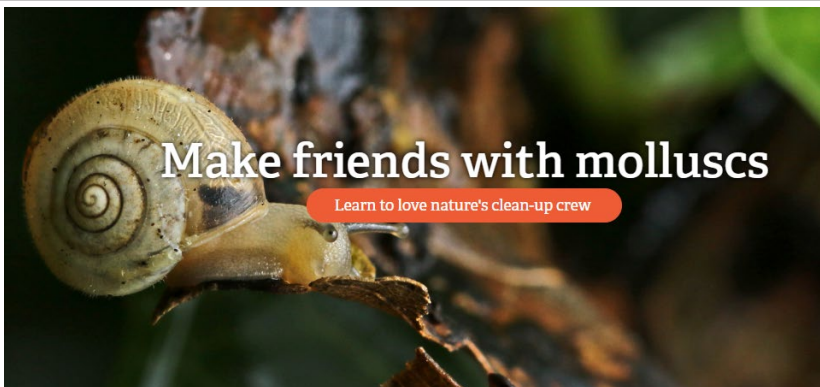 Make friends with molluscs
Learn to love nature's clean-up crew